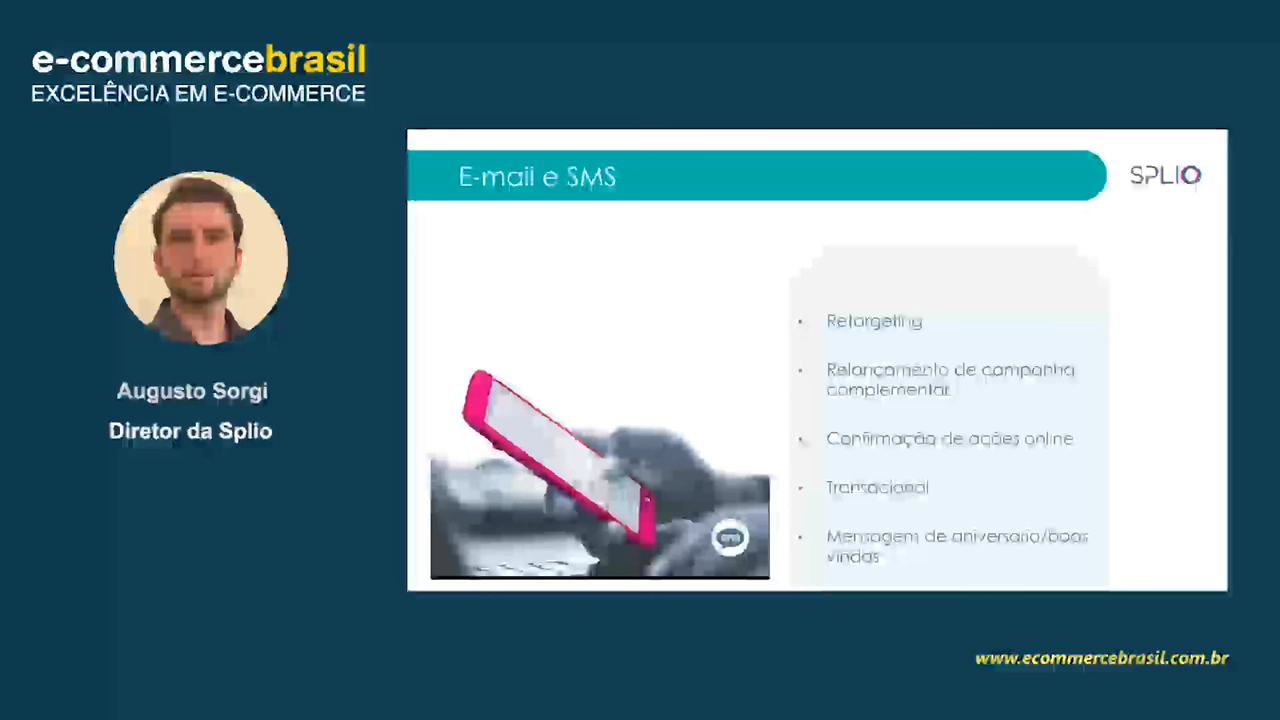 e-commercebrasil
EXCELÊNCIA EM E-COMMERCE
Augusto Sorgi
Diretor da Splio
E-mail e SMS
SPLIO
• Retargeting
• Relançamento de campanha
complementar
• Confirmação de ações online
• Transacional
• Mensagem de aniversario/boas
vindas
www.ecommercebrasil.com.br